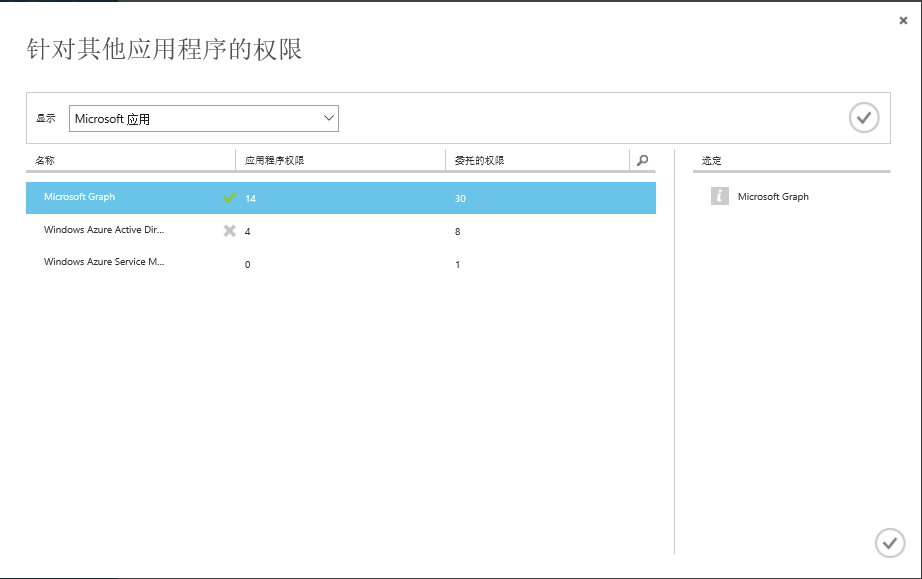 针对其他应用程序的权限
显示 Microsoft 应用
名称 应用程序权限 委托的权限 选定
Microsoft Graph 14 30 Microsoft Graph
Windows Azure Active Dir... 4 8
Windows Azure Service M... 0 1